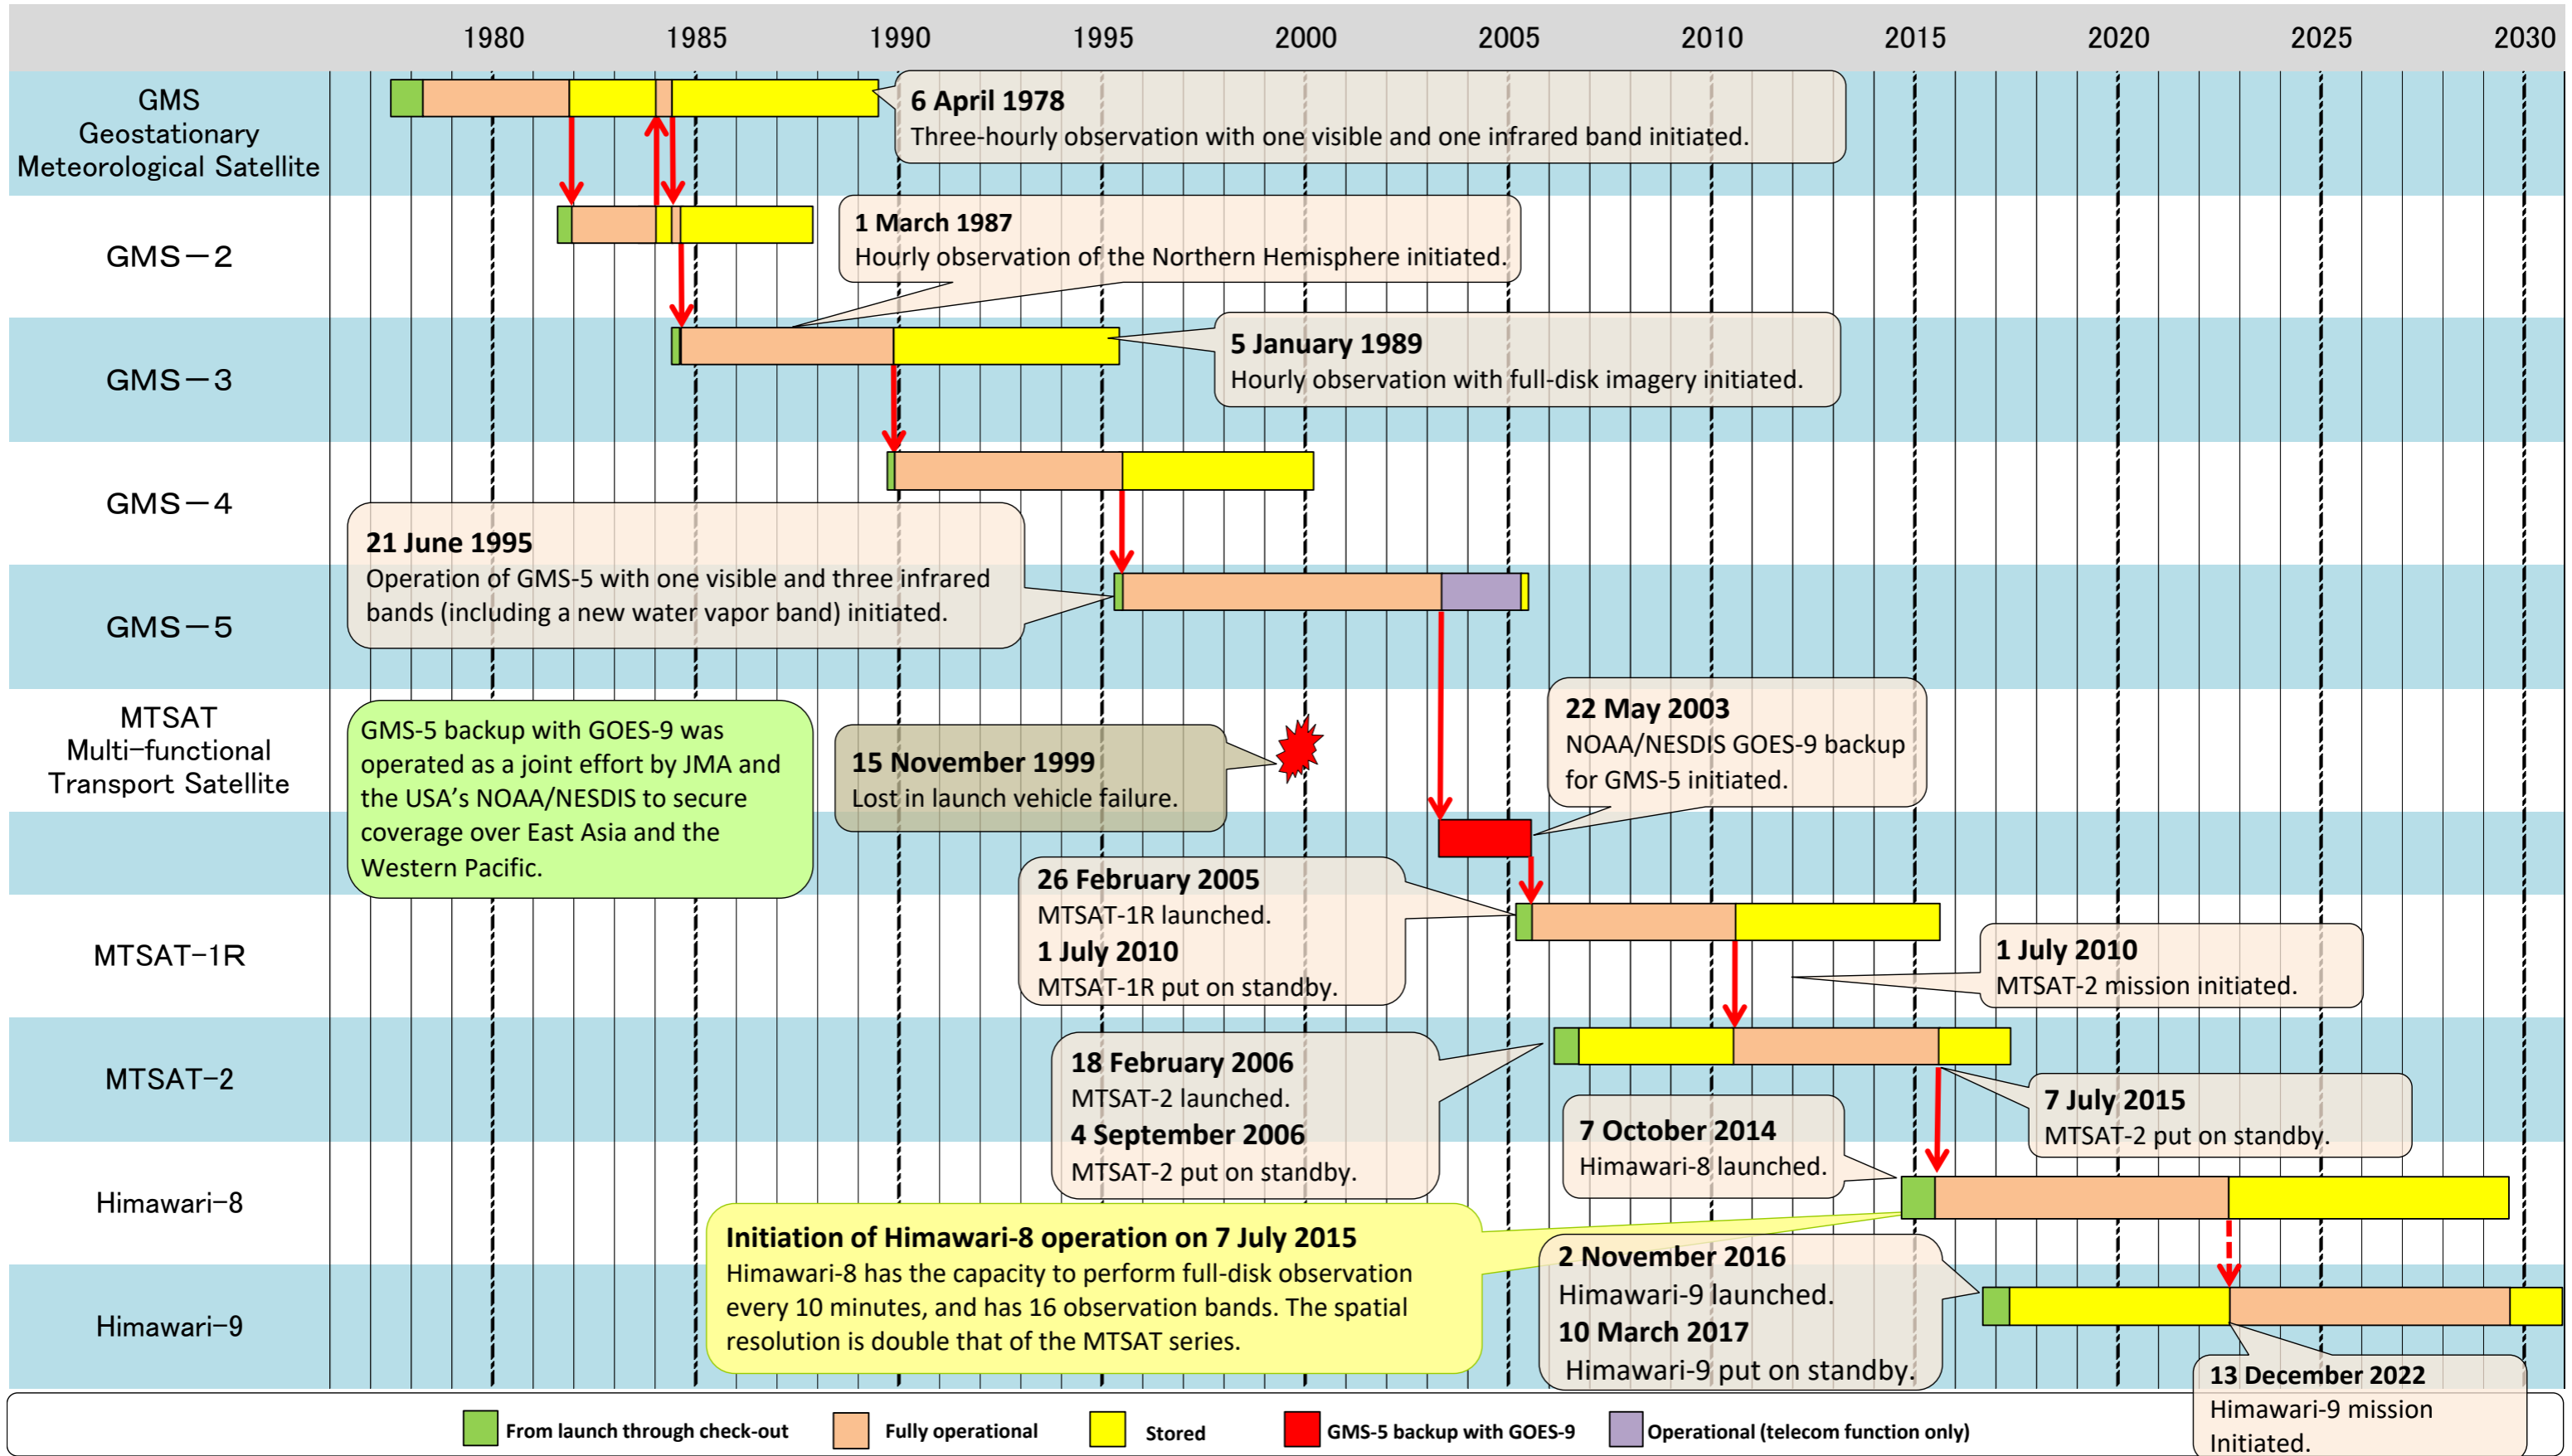 1980 1985 1990 1995 2000 2005 2010 2015 2020 2025 2030
GMS
Geostationary
Meteorological Satellite
6 April 1978
Three-hourly observation with one visible and one infrared band initiated.
GMS-2
1 March 1987
Hourly observation of the Northern Hemisphere initiated.
GMS-3
5 January 1989
Hourly observation with full-disk imagery initiated.
GMS-4
21 June 1995
Operation of GMS-5 with one visible and three infrared
bands (including a new water vapor band) initiated.
GMS-5
MTSAT
Multi-functional
Transport Satellite
GMS-5 backup with GOES-9 was
operated as a joint effort by JMA and
the USA's NOAA/NESDIS to secure
coverage over East Asia and the
Western Pacific.
15 November 1999
Lost in launch vehicle failure.
22 May 2003
NOAA/NESDIS GOES-9 backup
for GMS-5 initiated.
MTSAT-1R
26 February 2005
MTSAT-1R launched.
1 July 2010
MTSAT-1R put on standby.
1 July 2010
MTSAT-2 mission initiated.
MTSAT-2
18 February 2006
MTSAT-2 launched.
4 September 2006
MTSAT-2 put on standby.
7 July 2015
MTSAT-2 put on standby.
Himawari-8
7 October 2014
Himawari-8 launched.
Initiation of Himawari-8 operation on 7 July 2015
Himawari-8 has the capacity to perform full-disk observation
every 10 minutes, and has 16 observation bands. The spatial
resolution is double that of the MTSAT series.
Himawari-9
2 November 2016
Himawari-9 launched.
10 March 2017
Himawari-9 put on standby.
13 December 2022
Himawari-9 mission
Initiated.
From launch through check-out Fully operational Stored GMS-5 backup with GOES-9 Operational (telecom function only)